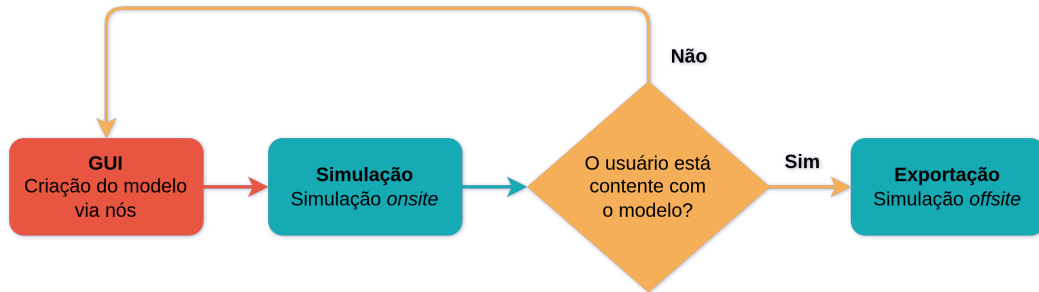 Não
GUI
Criação do modelo
via nós
Simulação
Simulação onsite
O usuário está
contente com
o modelo?
Sim
Exportação
Simulação offsite